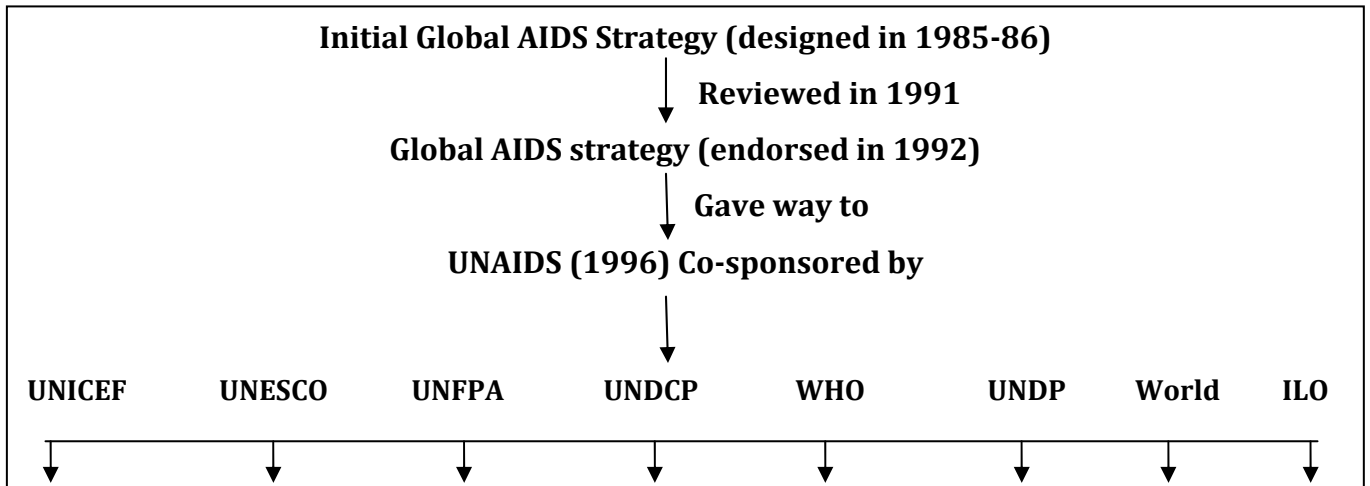 Initial Global AIDS Strategy (designed in 1985-86)
Reviewed in 1991
Global AIDS strategy (endorsed in 1992)
Gave way to
UNAIDS (1996) Co-sponsored by
UNICEF UNESCO UNFPA UNDCP WHO UNDP World ILO